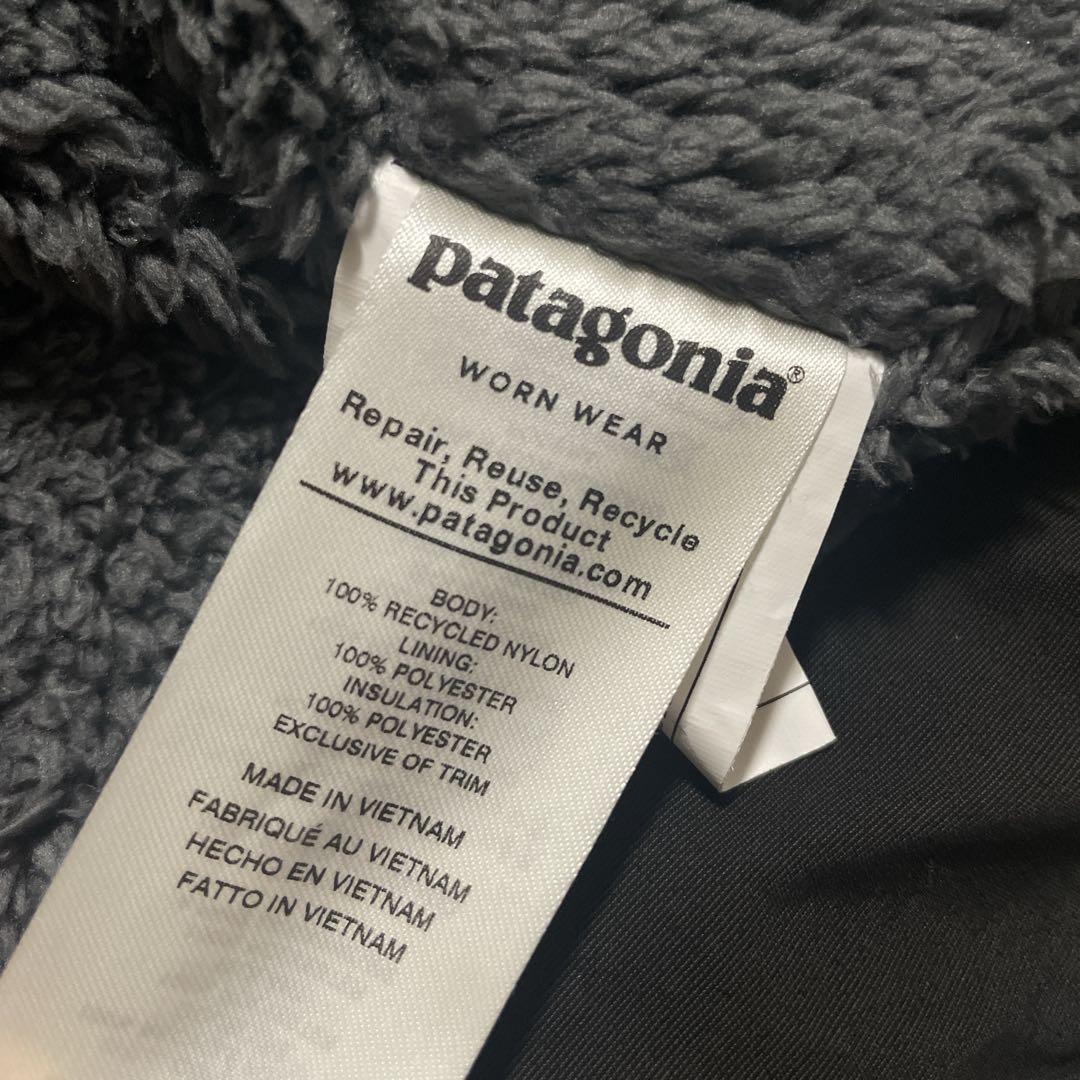 patagonia®
WORN WEAR
Repair, Reuse, Recycle
This Product
www.patagonia.com
BODY:
100% RECYCLED NYLON
LINING:
100% POLYESTER
INSULATION:
100% POLYESTER
EXCLUSIVE OF TRIM
MADE IN VIETNAM
FABRIQUÉ AU VIETNAM
HECHO EN VIETNAM
FATTO IN VIETNAM